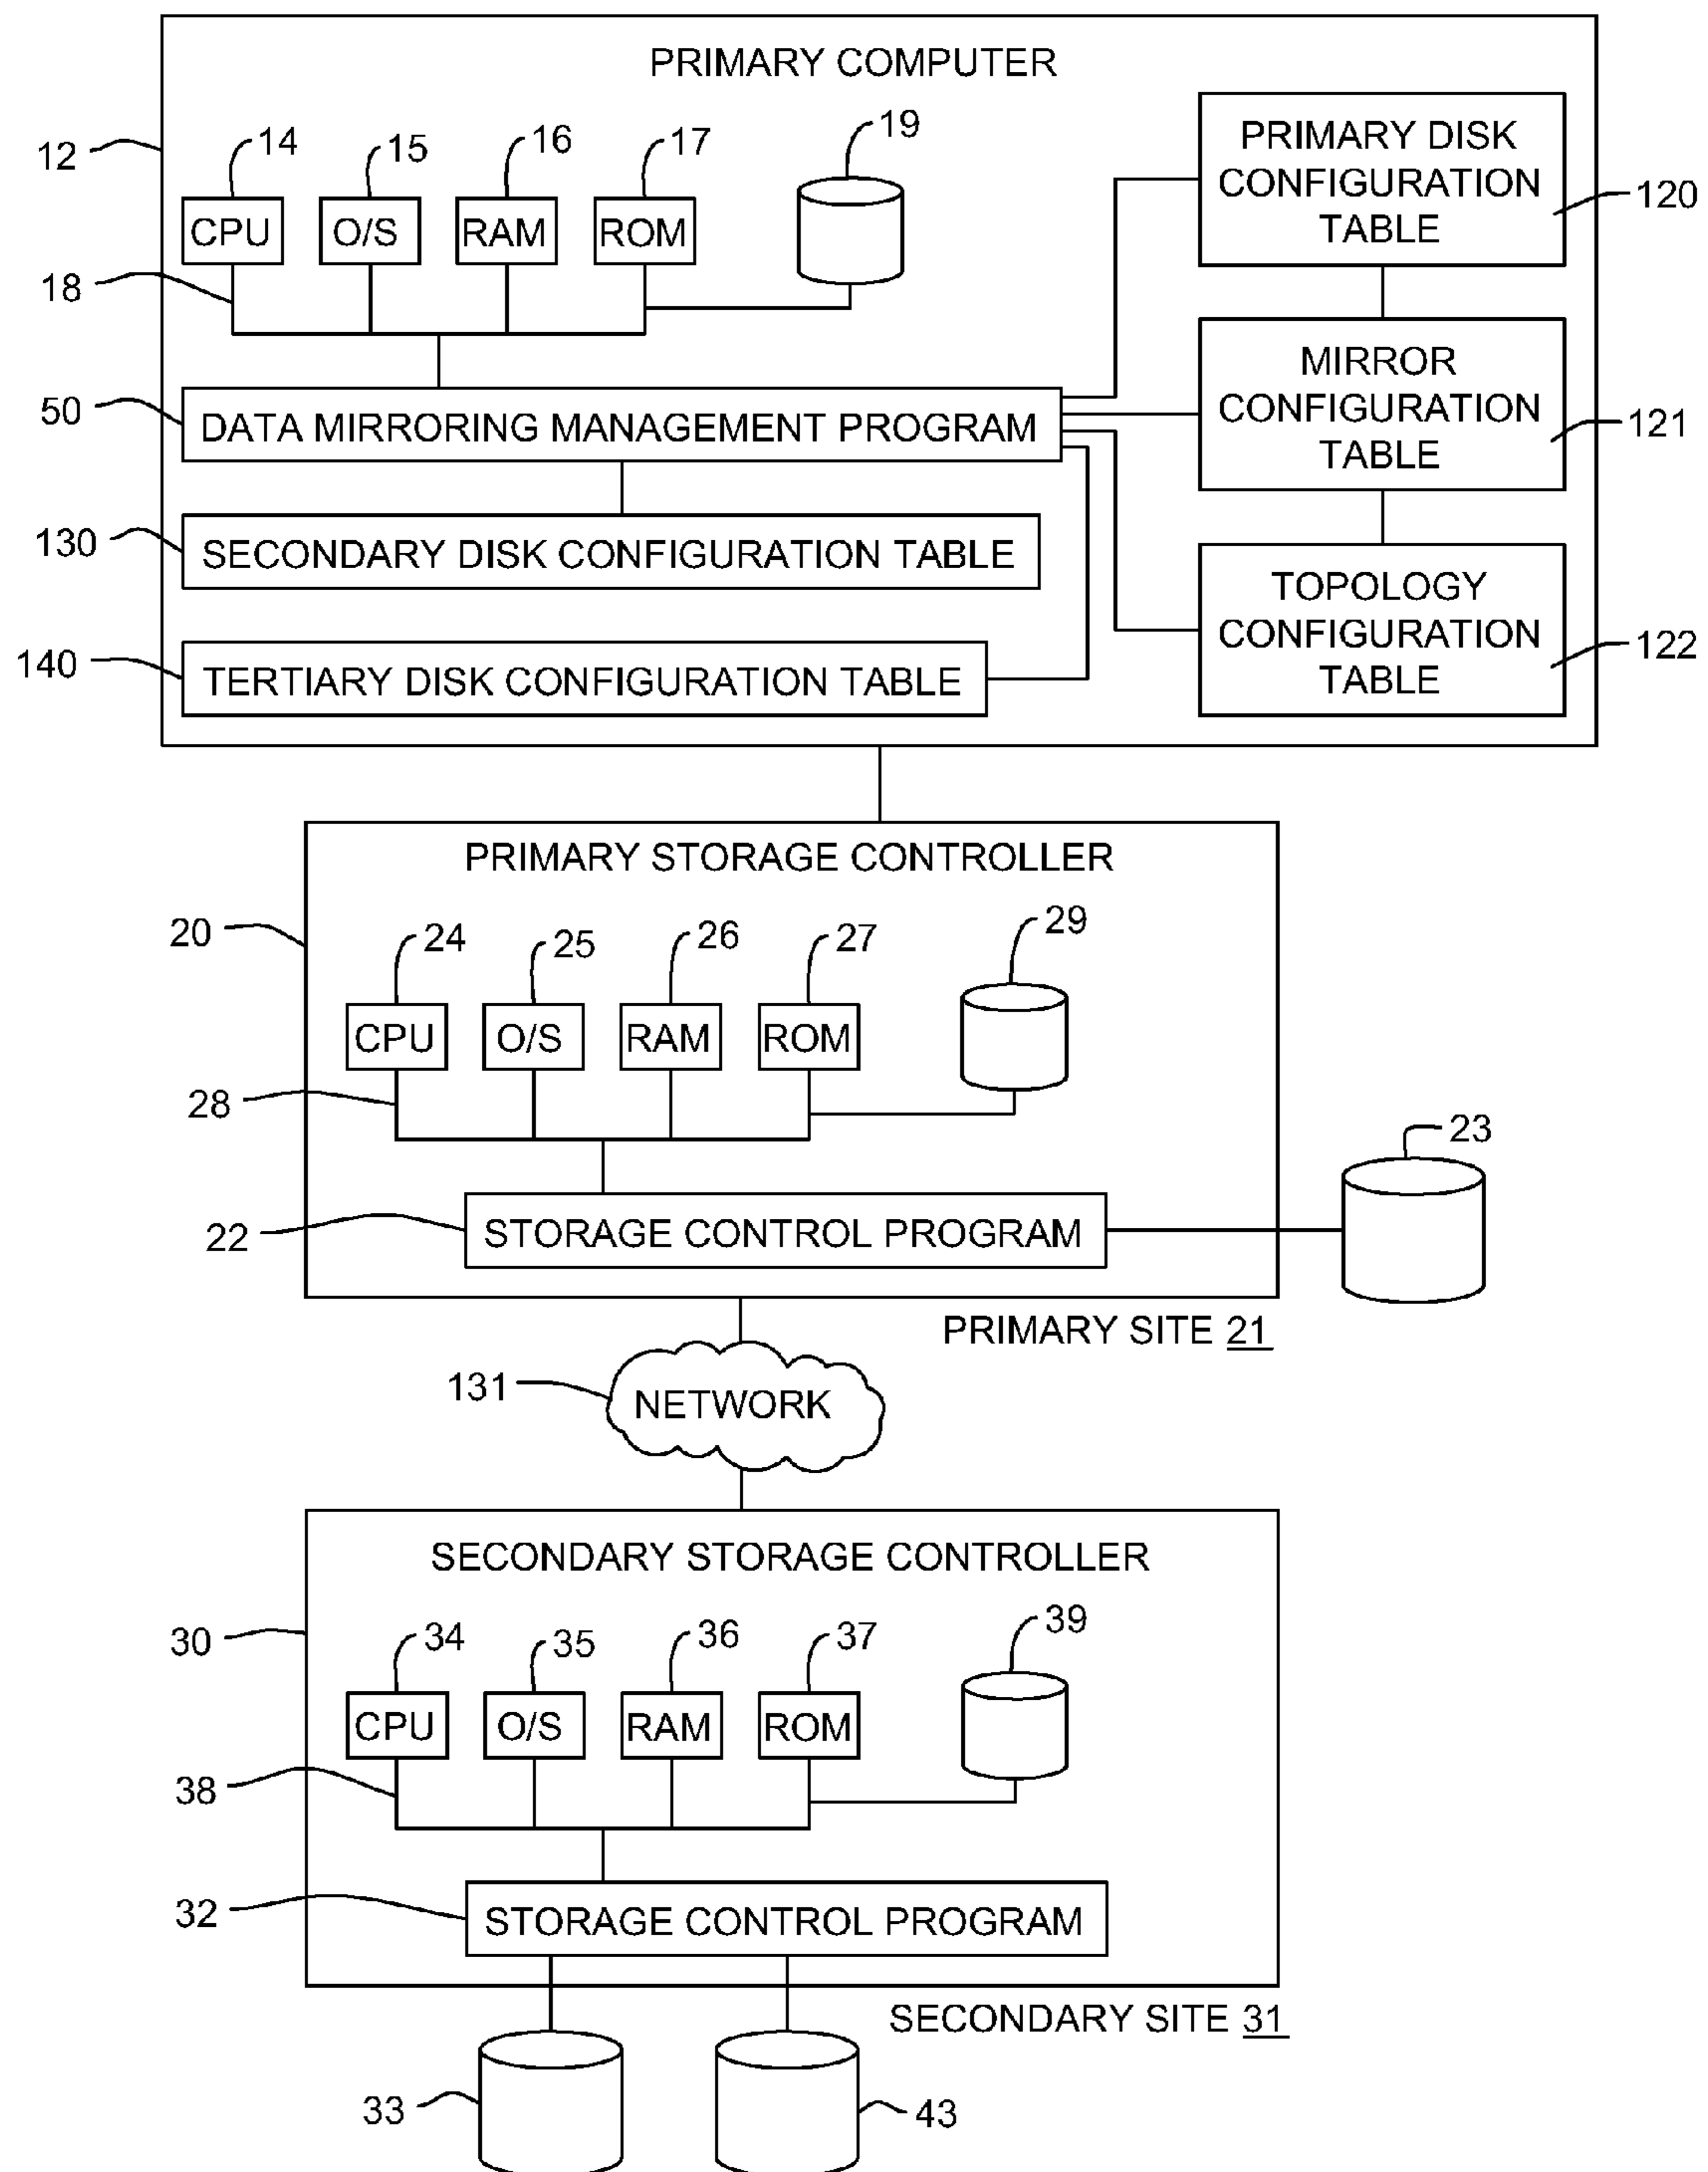 PRIMARY COMPUTER
12
14
15
16
17
19
CPU
O/S
RAM
ROM
18
PRIMARY DISK
CONFIGURATION
TABLE
120
50
DATA MIRRORING MANAGEMENT PROGRAM
MIRROR
CONFIGURATION
TABLE
121
130
SECONDARY DISK CONFIGURATION TABLE
TOPOLOGY
CONFIGURATION
TABLE
122
140
TERTIARY DISK CONFIGURATION TABLE
PRIMARY STORAGE CONTROLLER
20
24
25
26
27
29
CPU
O/S
RAM
ROM
28
23
22
STORAGE CONTROL PROGRAM
PRIMARY SITE 21
131
NETWORK
SECONDARY STORAGE CONTROLLER
30
34
35
36
37
39
CPU
O/S
RAM
ROM
38
32
STORAGE CONTROL PROGRAM
SECONDARY SITE 31
33
43